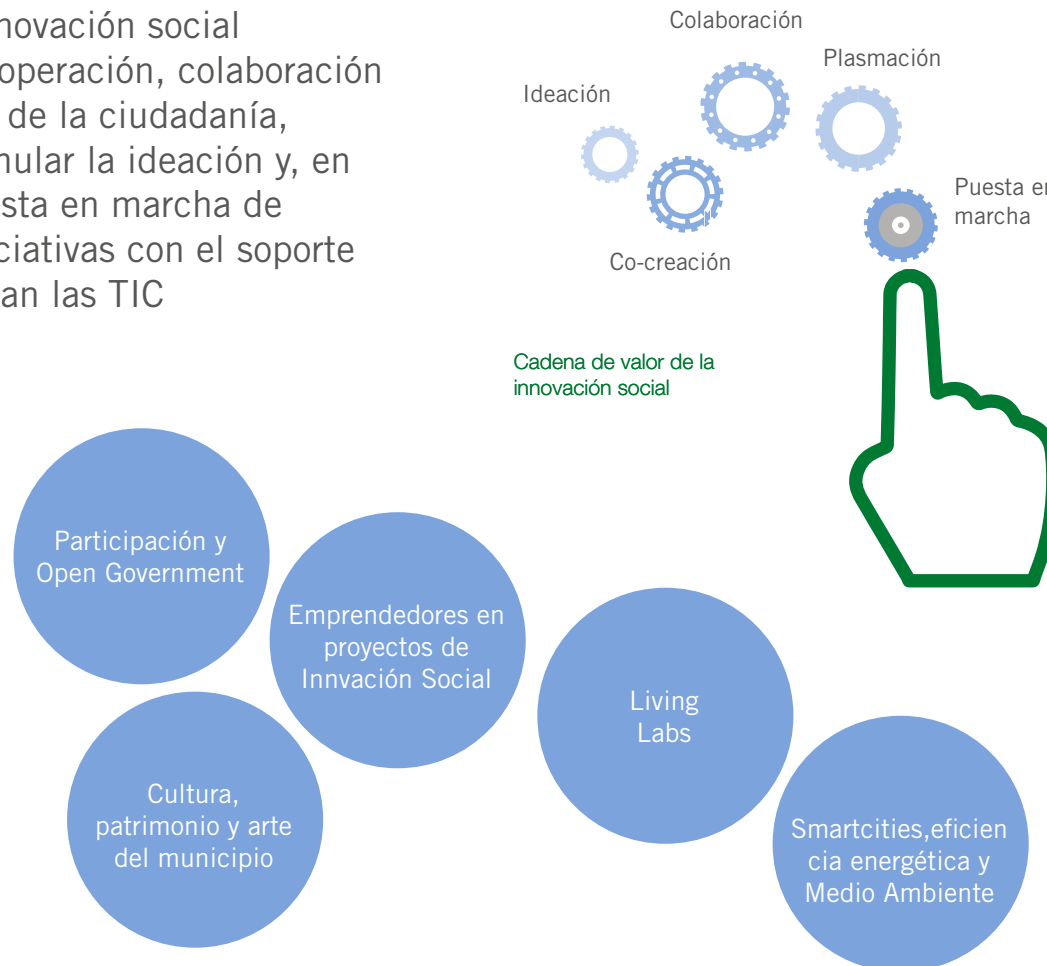 novación social
operación, colaboración
de la ciudadanía,
mular la ideación y, en
sta en marcha de
ciativas con el soporte
an las TIC
Colaboración
Plasmación
Ideación
Puesta en
marcha
Co-creación
Cadena de valor de la
innovación social
Participación y
Open Government
Emprendedores en
proyectos de
Innvación Social
Living
Labs
Cultura,
patrimonio y arte
del municipio
Smartcities,eficien
cia energética y
Medio Ambiente